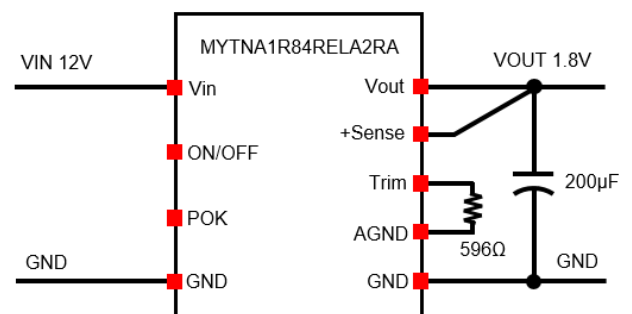 MYTNA1R84RELA2RA
VIN 12V
VOUT 1.8V
Vin
Vout
+Sense
ON/OFF
Trim
200µF
POK
AGND
596Ω
GND
GND
GND
GND